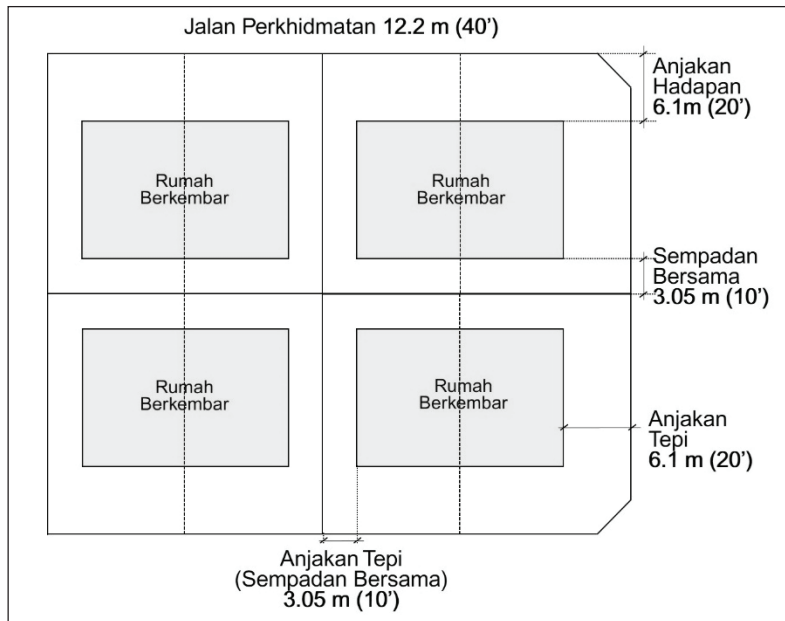 Jalan Perkhidmatan 12.2 m (40’)
Anjakan
Hadapan
6.1m (20’)
Rumah
Berkembar
Rumah
Berkembar
Sempadan
Bersama
3.05 m (10’)
Rumah
Berkembar
Rumah
Berkembar
Anjakan
Tepi
6.1 m (20’)
Anjakan Tepi
(Sempadan Bersama)
3.05 m (10’)